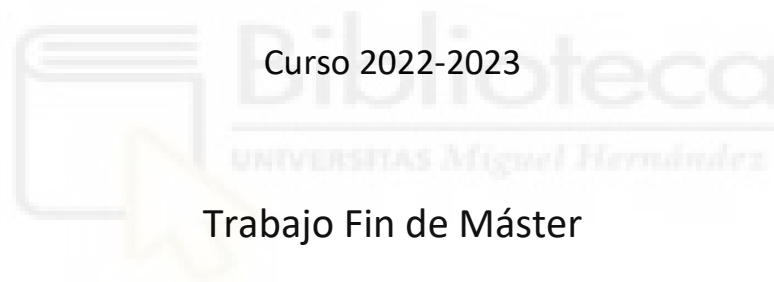 Biblioteca
Curso 2022-2023
UNIVERSITAS Miguel Hernández
Trabajo Fin de Máster